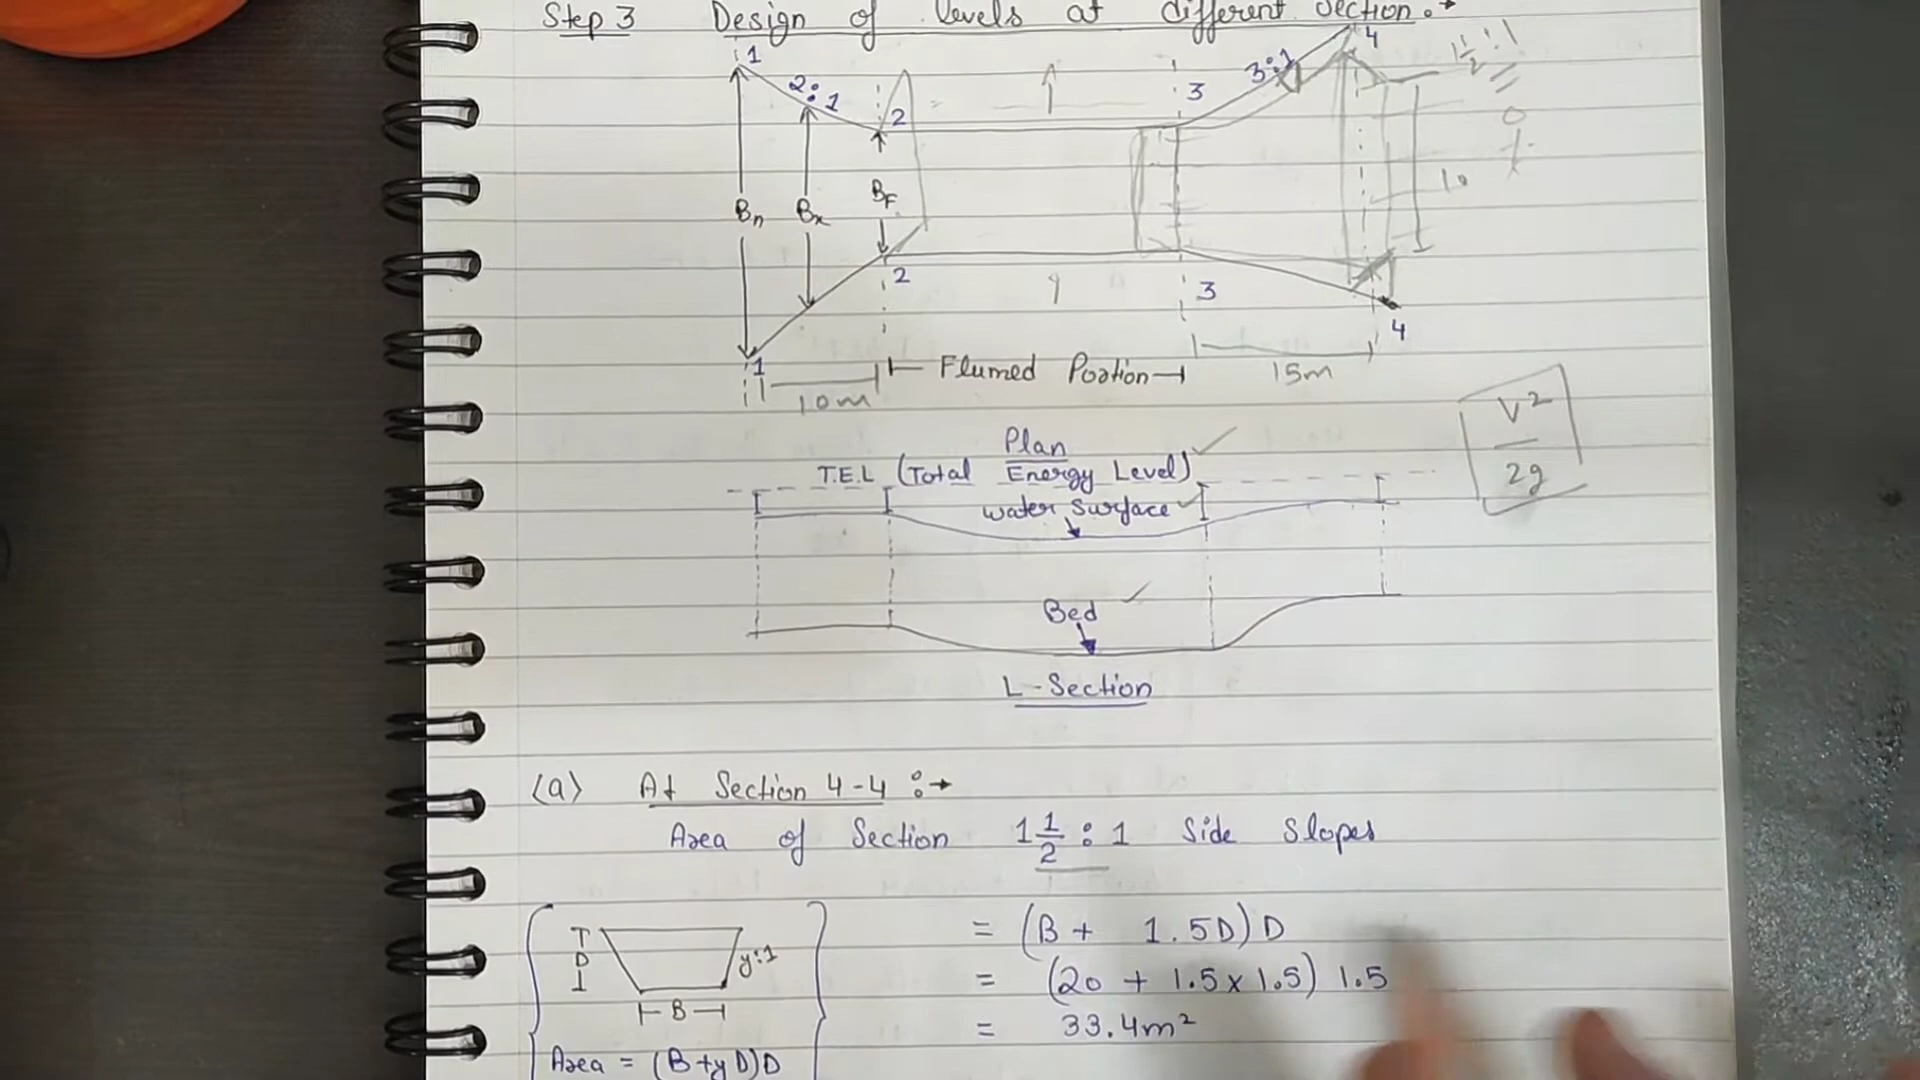 Step 3 Design of levels at different Section :→
1 2:1 2 3 3:1 4 1 1/2 : 1
Bn Bx BF 10
2 3 4
1 10m ⊢ Flumed Portion ⊣ 15m
Plan
T.E.L (Total Energy Level)
V²/2g
water surface
Bed
L-Section
(a) At Section 4-4 :→
Area of Section 1 1/2 : 1 Side Slopes
D y:1
B
Area = (B+yD)D
= (B + 1.5D) D
= (20 + 1.5 x 1.5) 1.5
= 33.4m²